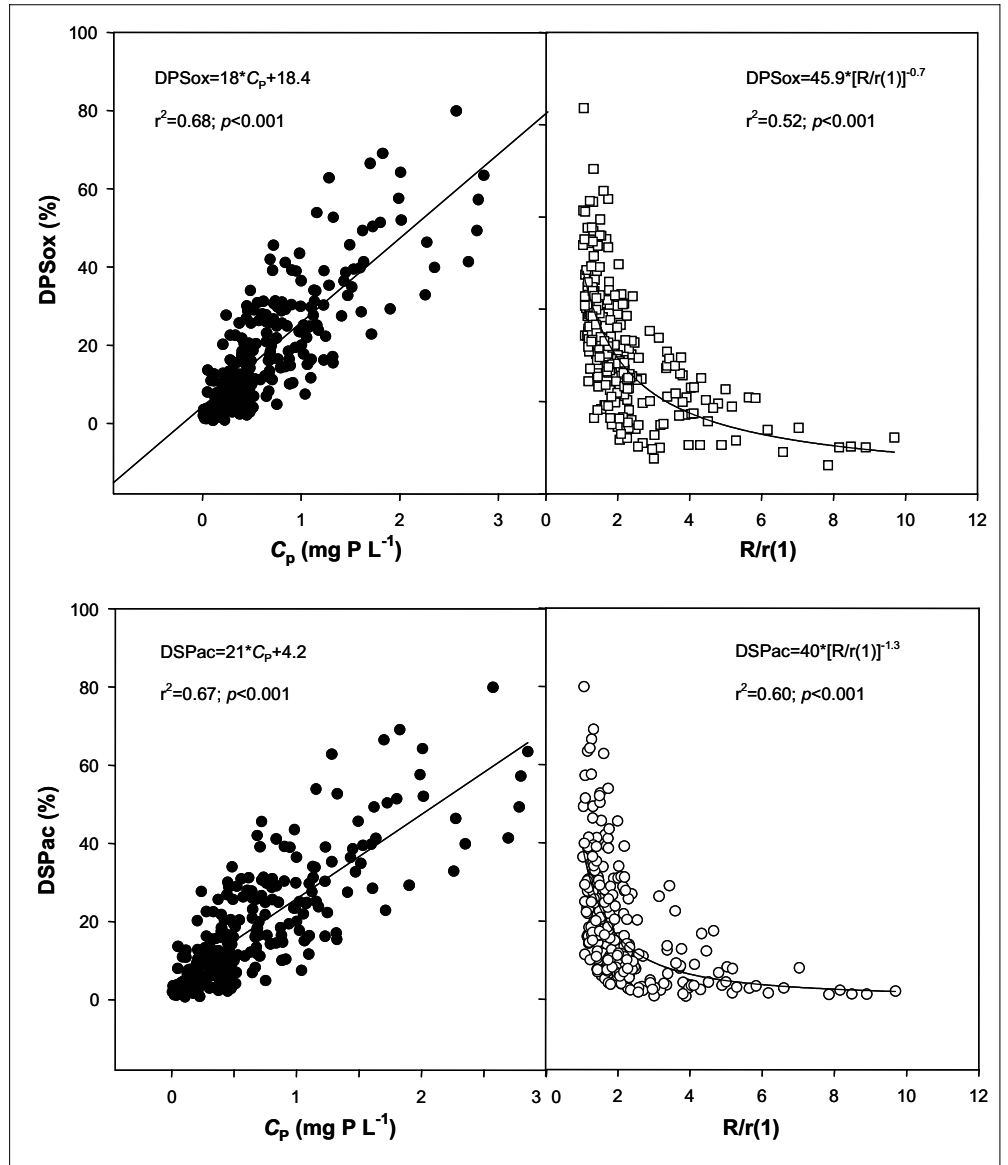 100
80
60
40
20
0
DPSox (%)
DPSox=18*CP+18.4
r²=0.68; p<0.001
0 1 2 3
Cp (mg P L⁻¹)
DPSox=45.9*[R/r(1)]⁻⁰·⁷
r²=0.52; p<0.001
0 2 4 6 8 10 12
R/r(1)
100
80
60
40
20
0
DSPac (%)
DSPac=21*CP+4.2
r²=0.67; p<0.001
0 1 2 3
CP (mg P L⁻¹)
DSPac=40*[R/r(1)]⁻¹·³
r²=0.60; p<0.001
0 2 4 6 8 10 12
R/r(1)